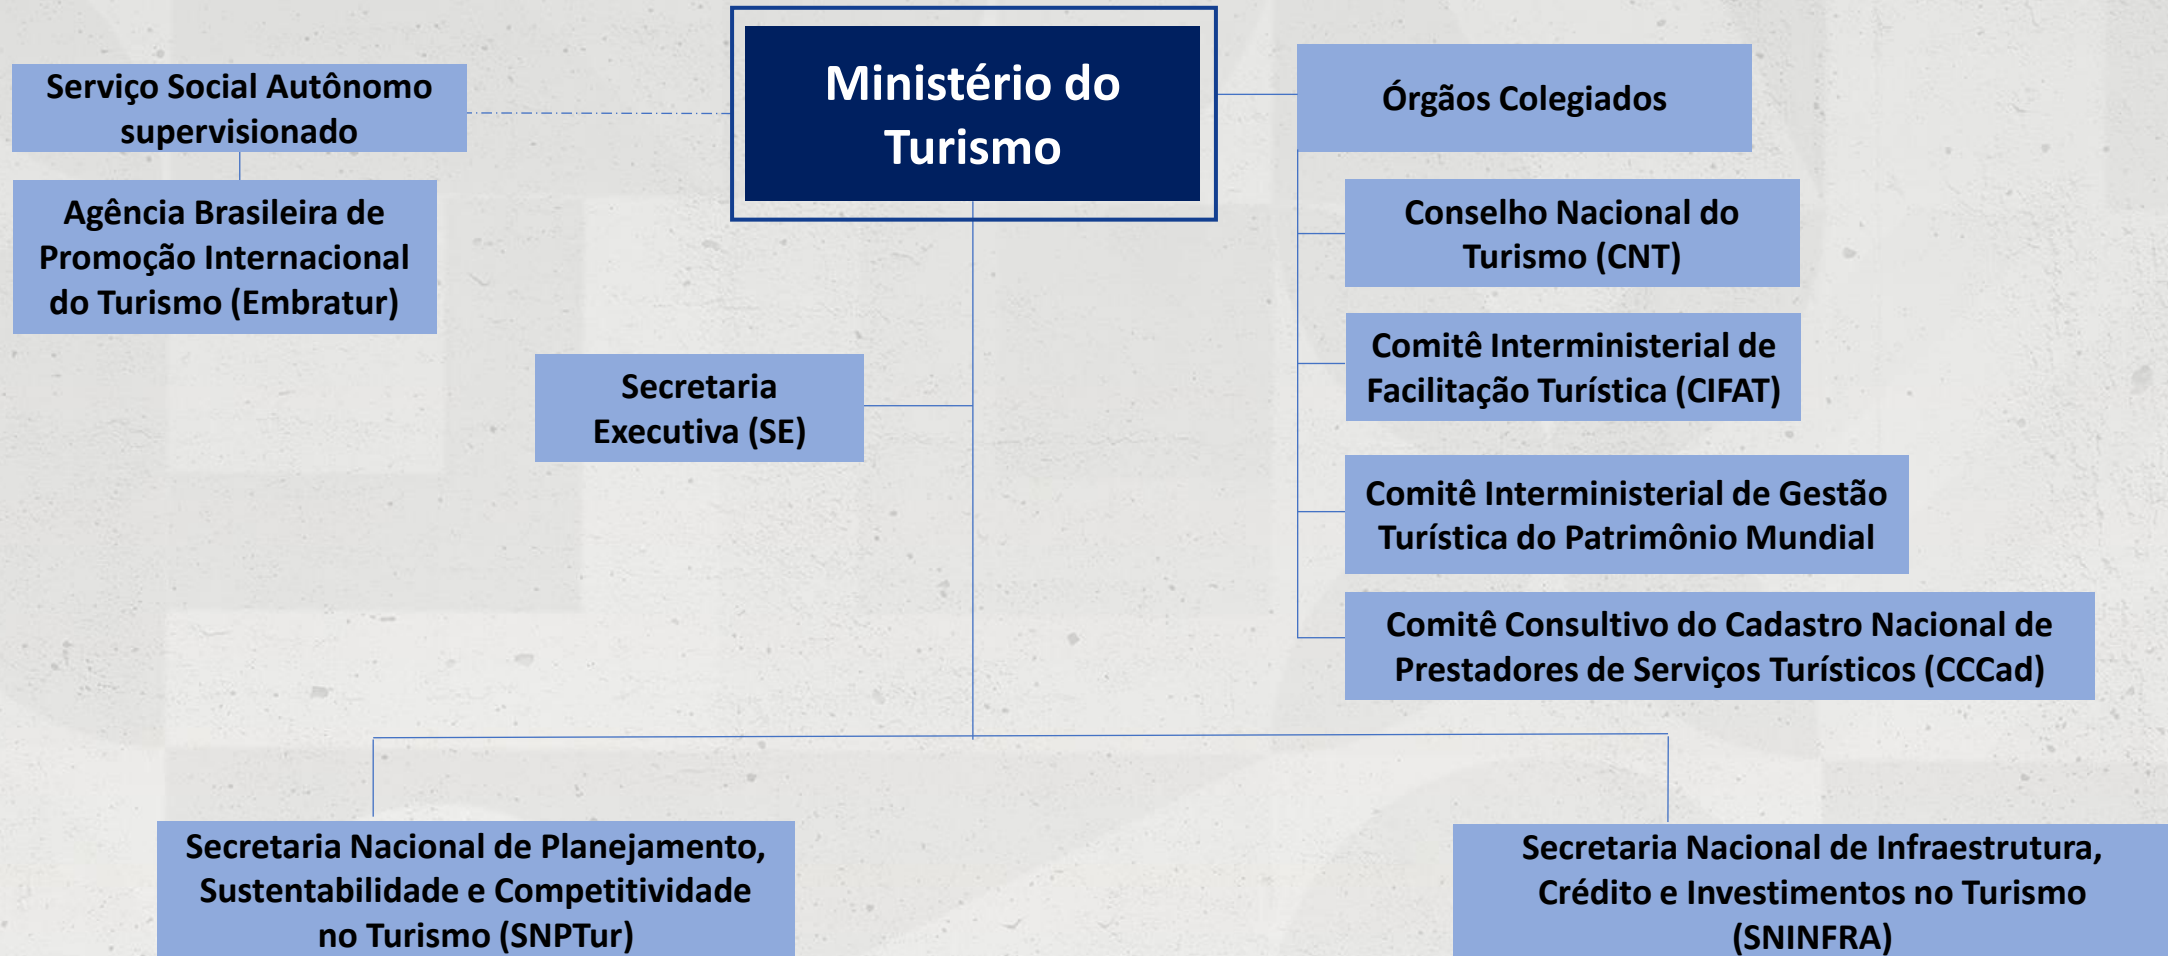 Ministério do
Turismo
Serviço Social Autônomo
supervisionado
Agência Brasileira de
Promoção Internacional
do Turismo (Embratur)
Órgãos Colegiados
Conselho Nacional do
Turismo (CNT)
Comitê Interministerial de
Facilitação Turística (CIFAT)
Comitê Interministerial de Gestão
Turística do Patrimônio Mundial
Comitê Consultivo do Cadastro Nacional de
Prestadores de Serviços Turísticos (CCCad)
Secretaria
Executiva (SE)
Secretaria Nacional de Planejamento,
Sustentabilidade e Competitividade
no Turismo (SNPTur)
Secretaria Nacional de Infraestrutura,
Crédito e Investimentos no Turismo
(SNINFRA)